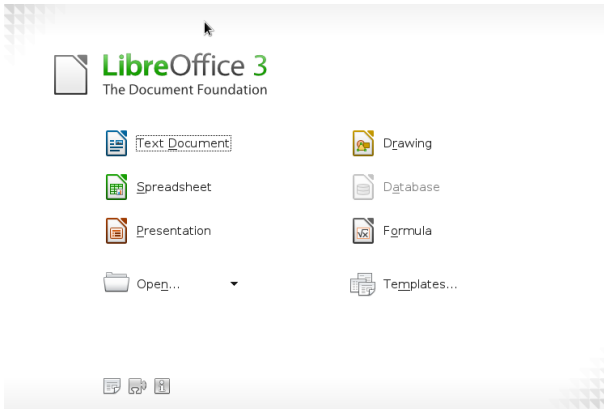 LibreOffice 3
The Document Foundation
Text Document
Drawing
Spreadsheet
Database
Presentation
Formula
Open...
Templates...